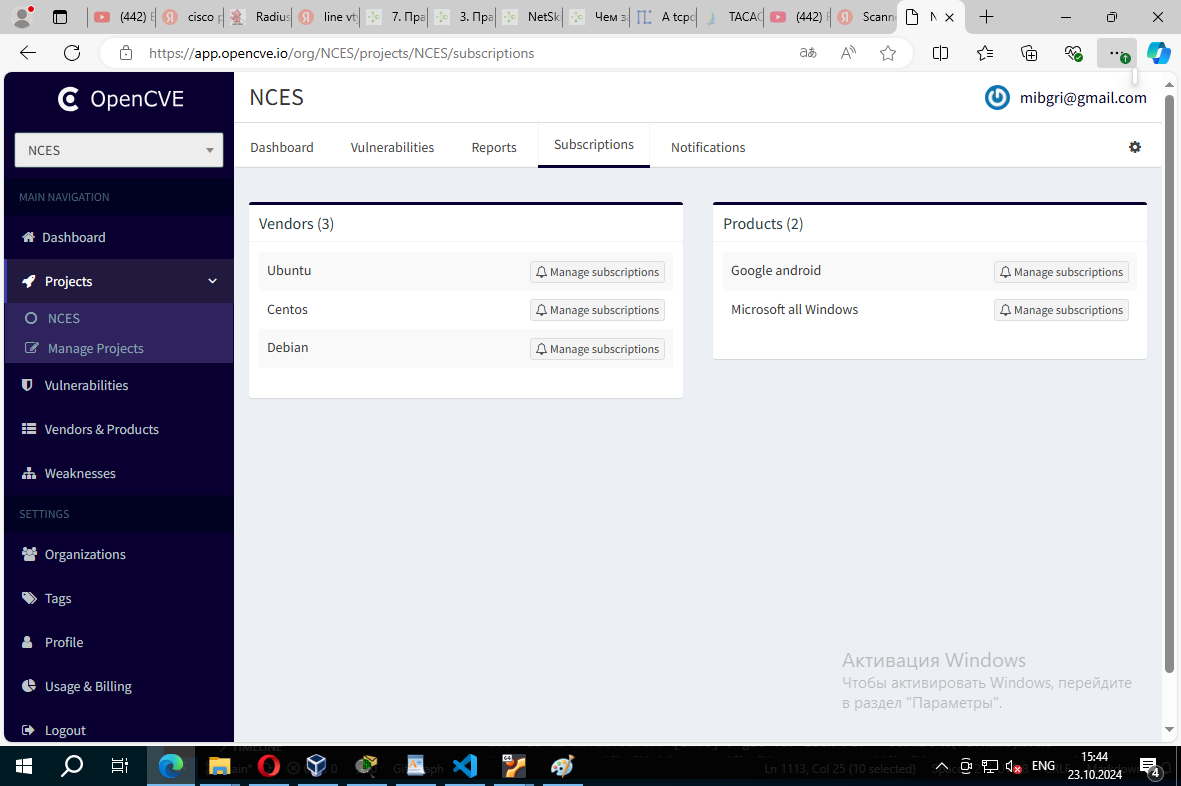 (442) E
cisco p
Radius
line vty
7. Пра
3. Пра
NetSk
Чем за
A tcpc
TACAC
(442) F
Scann
https://app.opencve.io/org/NCES/projects/NCES/subscriptions
OpenCVE
NCES
mibgri@gmail.com
NCES
Dashboard
Vulnerabilities
Reports
Subscriptions
Notifications
MAIN NAVIGATION
Dashboard
Projects
NCES
Manage Projects
Vulnerabilities
Vendors & Products
Weaknesses
SETTINGS
Organizations
Tags
Profile
Usage & Billing
Logout
Vendors (3)
Ubuntu Manage subscriptions
Centos Manage subscriptions
Debian Manage subscriptions
Products (2)
Google android Manage subscriptions
Microsoft all Windows Manage subscriptions
Активация Windows
Чтобы активировать Windows, перейдите
в раздел "Параметры".
TIMELINE
Ln 1113, Col 25 (10 selected)
ENG
15:44
23.10.2024
4